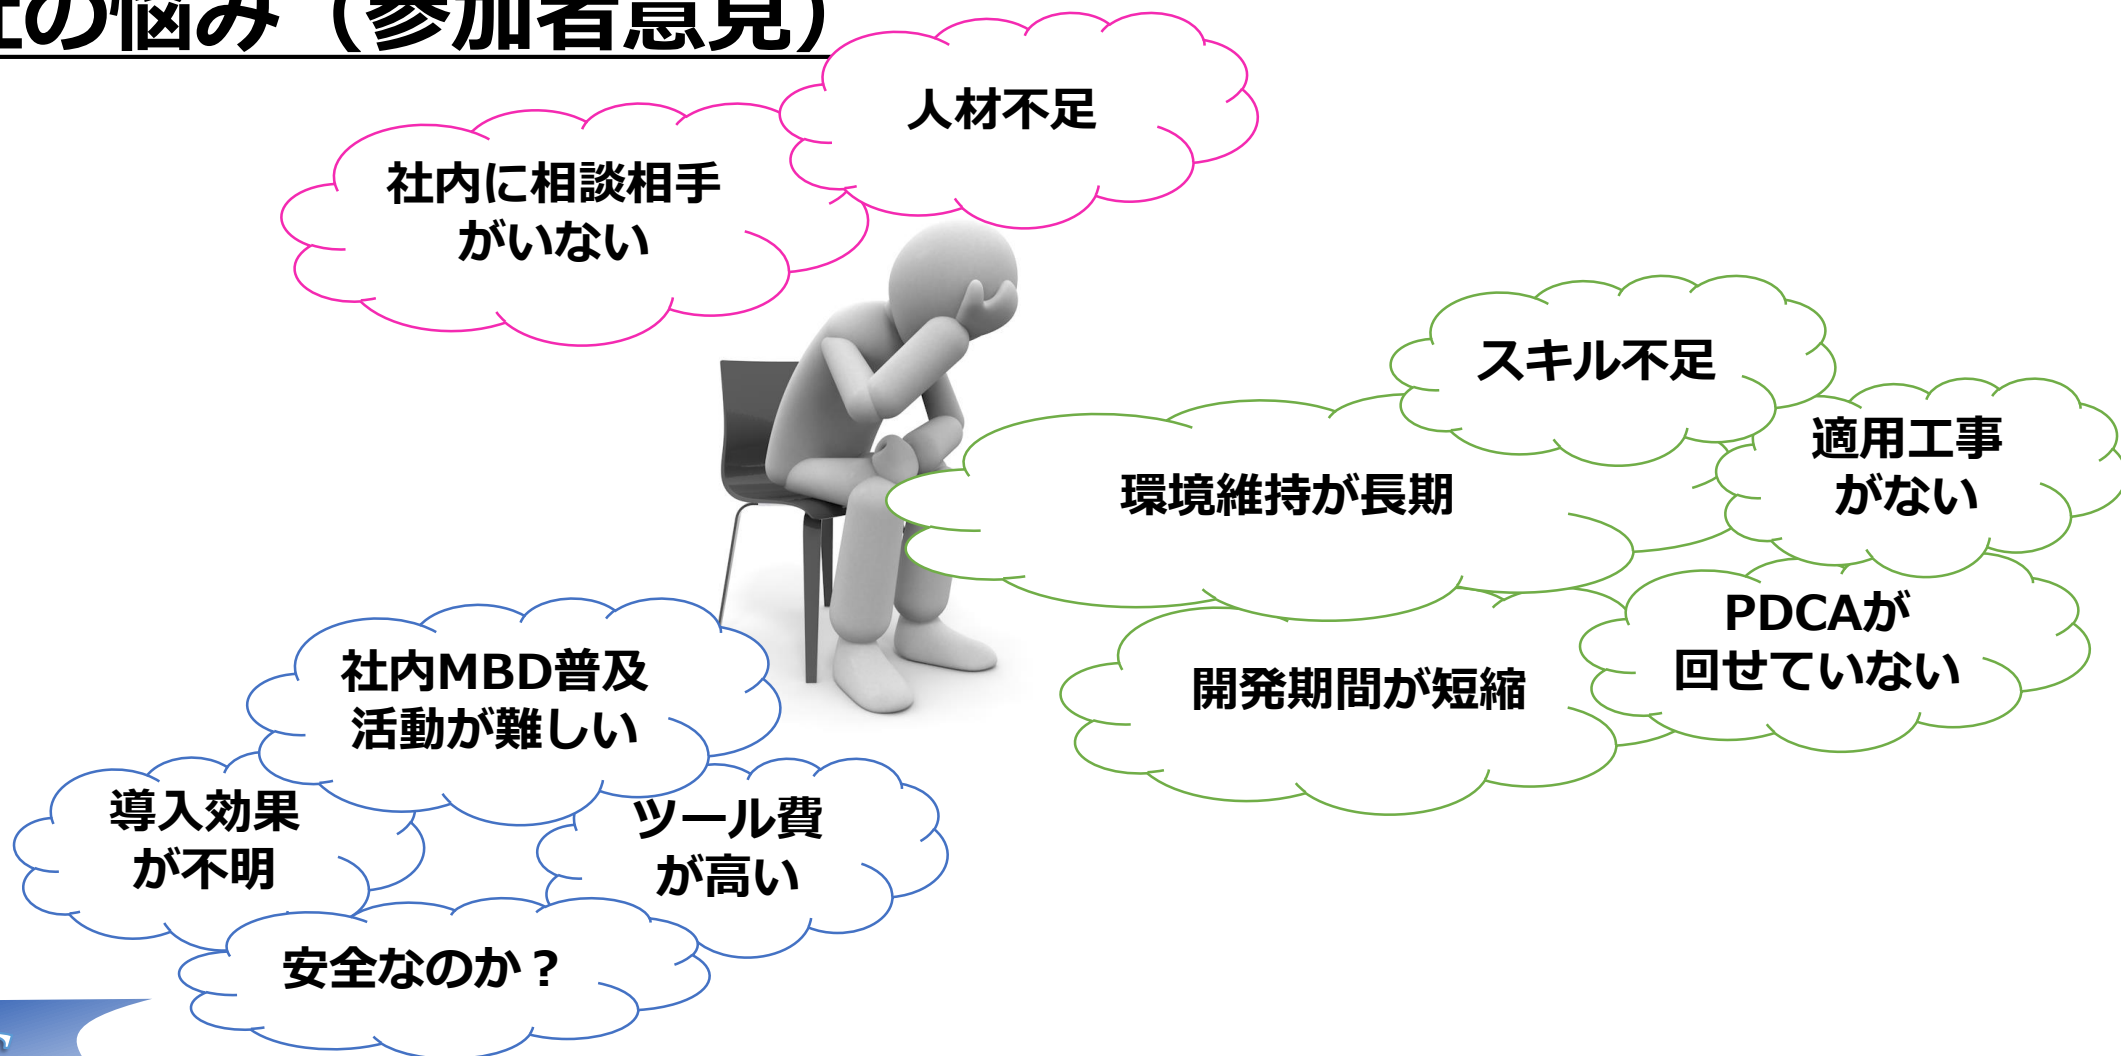 の悩み（参加者意見）
人材不足
社内に相談相手
がいない
スキル不足
適用工事
がない
環境維持が長期
PDCAが
回せていない
開発期間が短縮
社内MBD普及
活動が難しい
導入効果
が不明
ツール費
が高い
安全なのか？